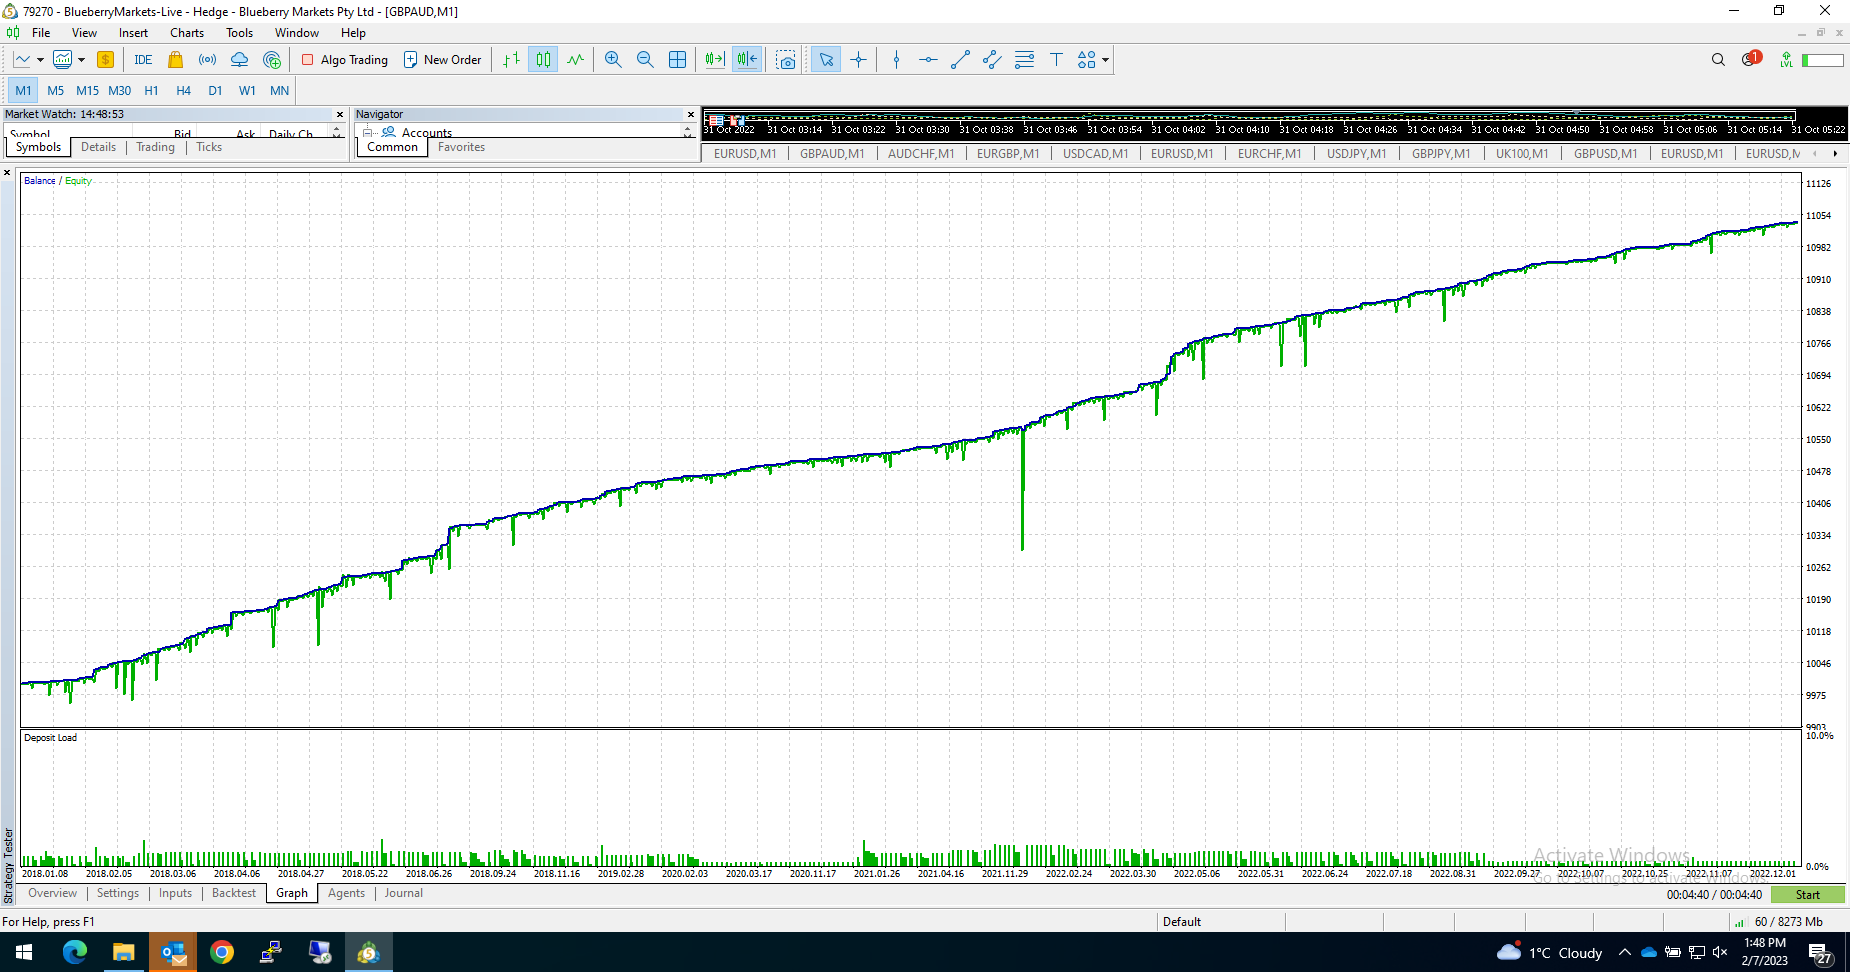 79270 - BlueberryMarkets-Live - Hedge - Blueberry Markets Pty Ltd - [GBPAUD,M1]
File View Insert Charts Tools Window Help
IDE Algo Trading New Order 1 LVL
M1 M5 M15 M30 H1 H4 D1 W1 MN
Market Watch: 14:48:53
Symbol Bid Ask Daily Ch...
Symbols Details Trading Ticks
Navigator
Accounts
Common Favorites
31 Oct 2022 31 Oct 03:14 31 Oct 03:22 31 Oct 03:30 31 Oct 03:38 31 Oct 03:46 31 Oct 03:54 31 Oct 04:02 31 Oct 04:10 31 Oct 04:18 31 Oct 04:26 31 Oct 04:34 31 Oct 04:42 31 Oct 04:50 31 Oct 04:58 31 Oct 05:06 31 Oct 05:14 31 Oct 05:22
EURUSD,M1 GBPAUD,M1 AUDCHF,M1 EURGBP,M1 USDCAD,M1 EURUSD,M1 EURCHF,M1 USDJPY,M1 GBPJPY,M1 UK100,M1 GBPUSD,M1 EURUSD,M1 EURUSD,M
Balance / Equity
11126
11054
10982
10910
10838
10766
10694
10622
10550
10478
10406
10334
10262
10190
10118
10046
9975
9903
Deposit Load
10.0%
0.0%
2018.01.08 2018.02.05 2018.03.06 2018.04.06 2018.04.27 2018.05.22 2018.06.26 2018.09.24 2018.11.16 2019.02.28 2020.02.03 2020.03.17 2020.11.17 2021.01.26 2021.04.16 2021.11.29 2022.02.24 2022.03.30 2022.05.06 2022.05.31 2022.06.24 2022.07.18 2022.08.31 2022.09.27 2022.10.07 2022.10.25 2022.11.07 2022.12.01
Activate Windows
Go to Settings to activate Windows.
Strategy Tester
Overview Settings Inputs Backtest Graph Agents Journal
00:04:40 / 00:04:40 Start
For Help, press F1 Default 60 / 8273 Mb
1°C Cloudy
1:48 PM
2/7/2023
27